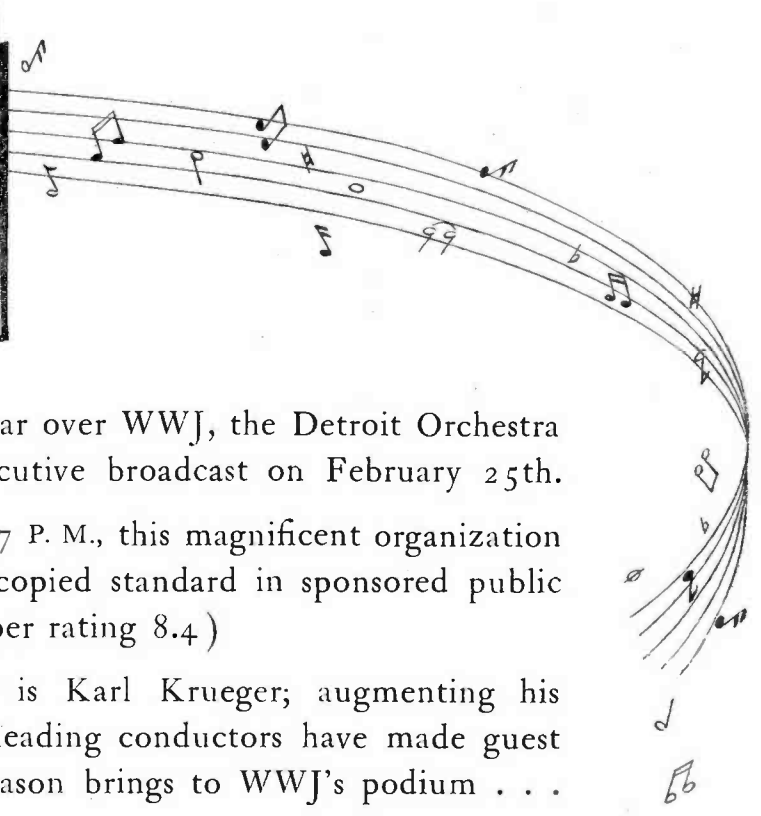 ar over WWJ, the Detroit Orchestra
cutive broadcast on February 25th.
7 P. M., this magnificent organization
copied standard in sponsored public
per rating 8.4)
is Karl Krueger; augmenting his
leading conductors have made guest
ason brings to WWJ's podium . . .